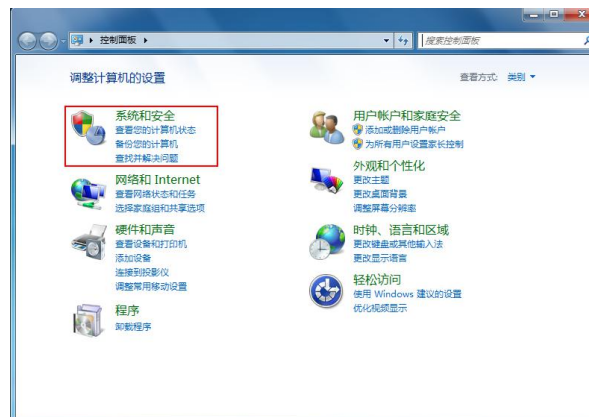 控制面板
搜索控制面板
调整计算机的设置
查看方式: 类别
系统和安全
查看您的计算机状态
备份您的计算机
查找并解决问题
网络和 Internet
查看网络状态和任务
选择家庭组和共享选项
硬件和声音
查看设备和打印机
添加设备
连接到投影仪
调整常用移动设置
程序
卸载程序
用户帐户和家庭安全
添加或删除用户帐户
为所有用户设置家长控制
外观和个性化
更改主题
更改桌面背景
调整屏幕分辨率
时钟、语言和区域
更改键盘或其他输入法
更改显示语言
轻松访问
使用 Windows 建议的设置
优化视频显示